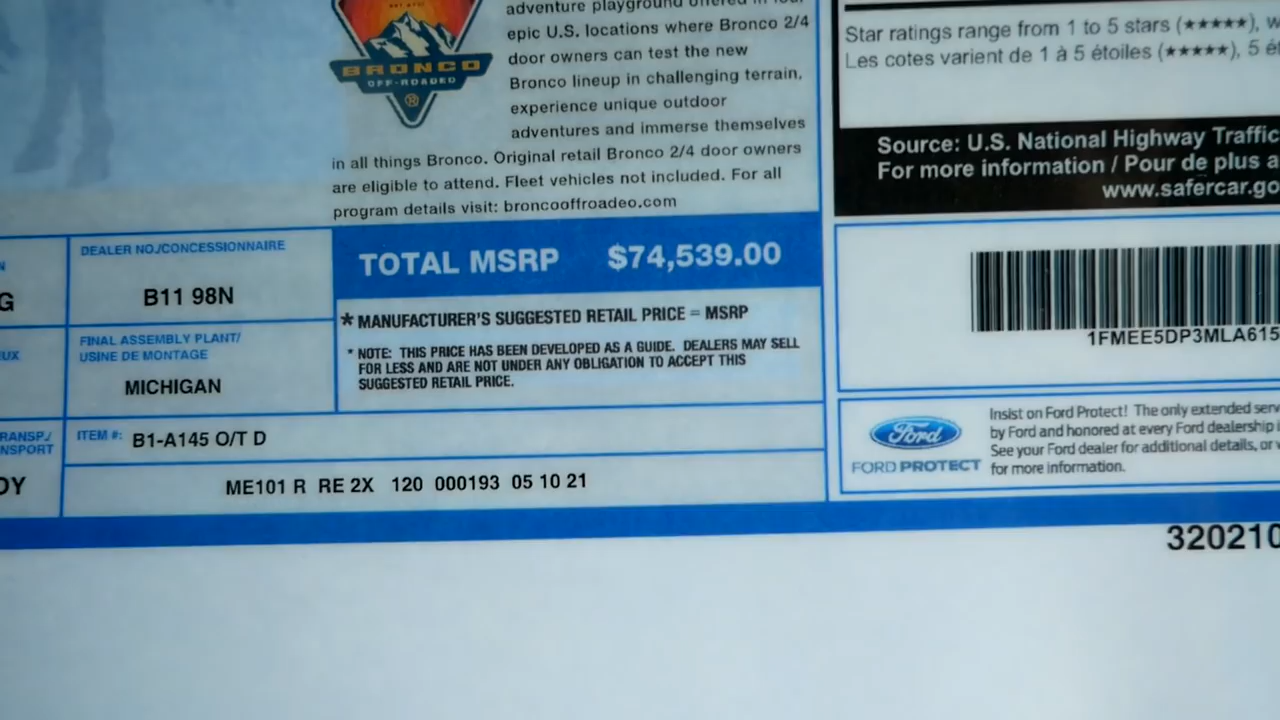 adventure playground offered in four
epic U.S. locations where Bronco 2/4
door owners can test the new
Bronco lineup in challenging terrain,
experience unique outdoor
adventures and immerse themselves
in all things Bronco. Original retail Bronco 2/4 door owners
are eligible to attend. Fleet vehicles not included. For all
program details visit: broncooffroadeo.com
BRONCO
OFF-ROADEO
®
Star ratings range from 1 to 5 stars (★★★★★), w
Les cotes varient de 1 à 5 étoiles (★★★★★), 5 ét
Source: U.S. National Highway Traffic
For more information / Pour de plus a
www.safercar.go
N
G
DEALER NO./CONCESSIONNAIRE
B11 98N
TOTAL MSRP $74,539.00
EUX
FINAL ASSEMBLY PLANT/
USINE DE MONTAGE
MICHIGAN
* MANUFACTURER'S SUGGESTED RETAIL PRICE = MSRP
* NOTE: THIS PRICE HAS BEEN DEVELOPED AS A GUIDE. DEALERS MAY SELL
FOR LESS AND ARE NOT UNDER ANY OBLIGATION TO ACCEPT THIS
SUGGESTED RETAIL PRICE.
1FMEE5DP3MLA615
RANSP./
NSPORT
DY
ITEM #: B1-A145 O/T D
ME101 R RE 2X 120 000193 05 10 21
Ford
FORD PROTECT
Insist on Ford Protect! The only extended serv
by Ford and honored at every Ford dealership i
See your Ford dealer for additional details, or v
for more information.
320210